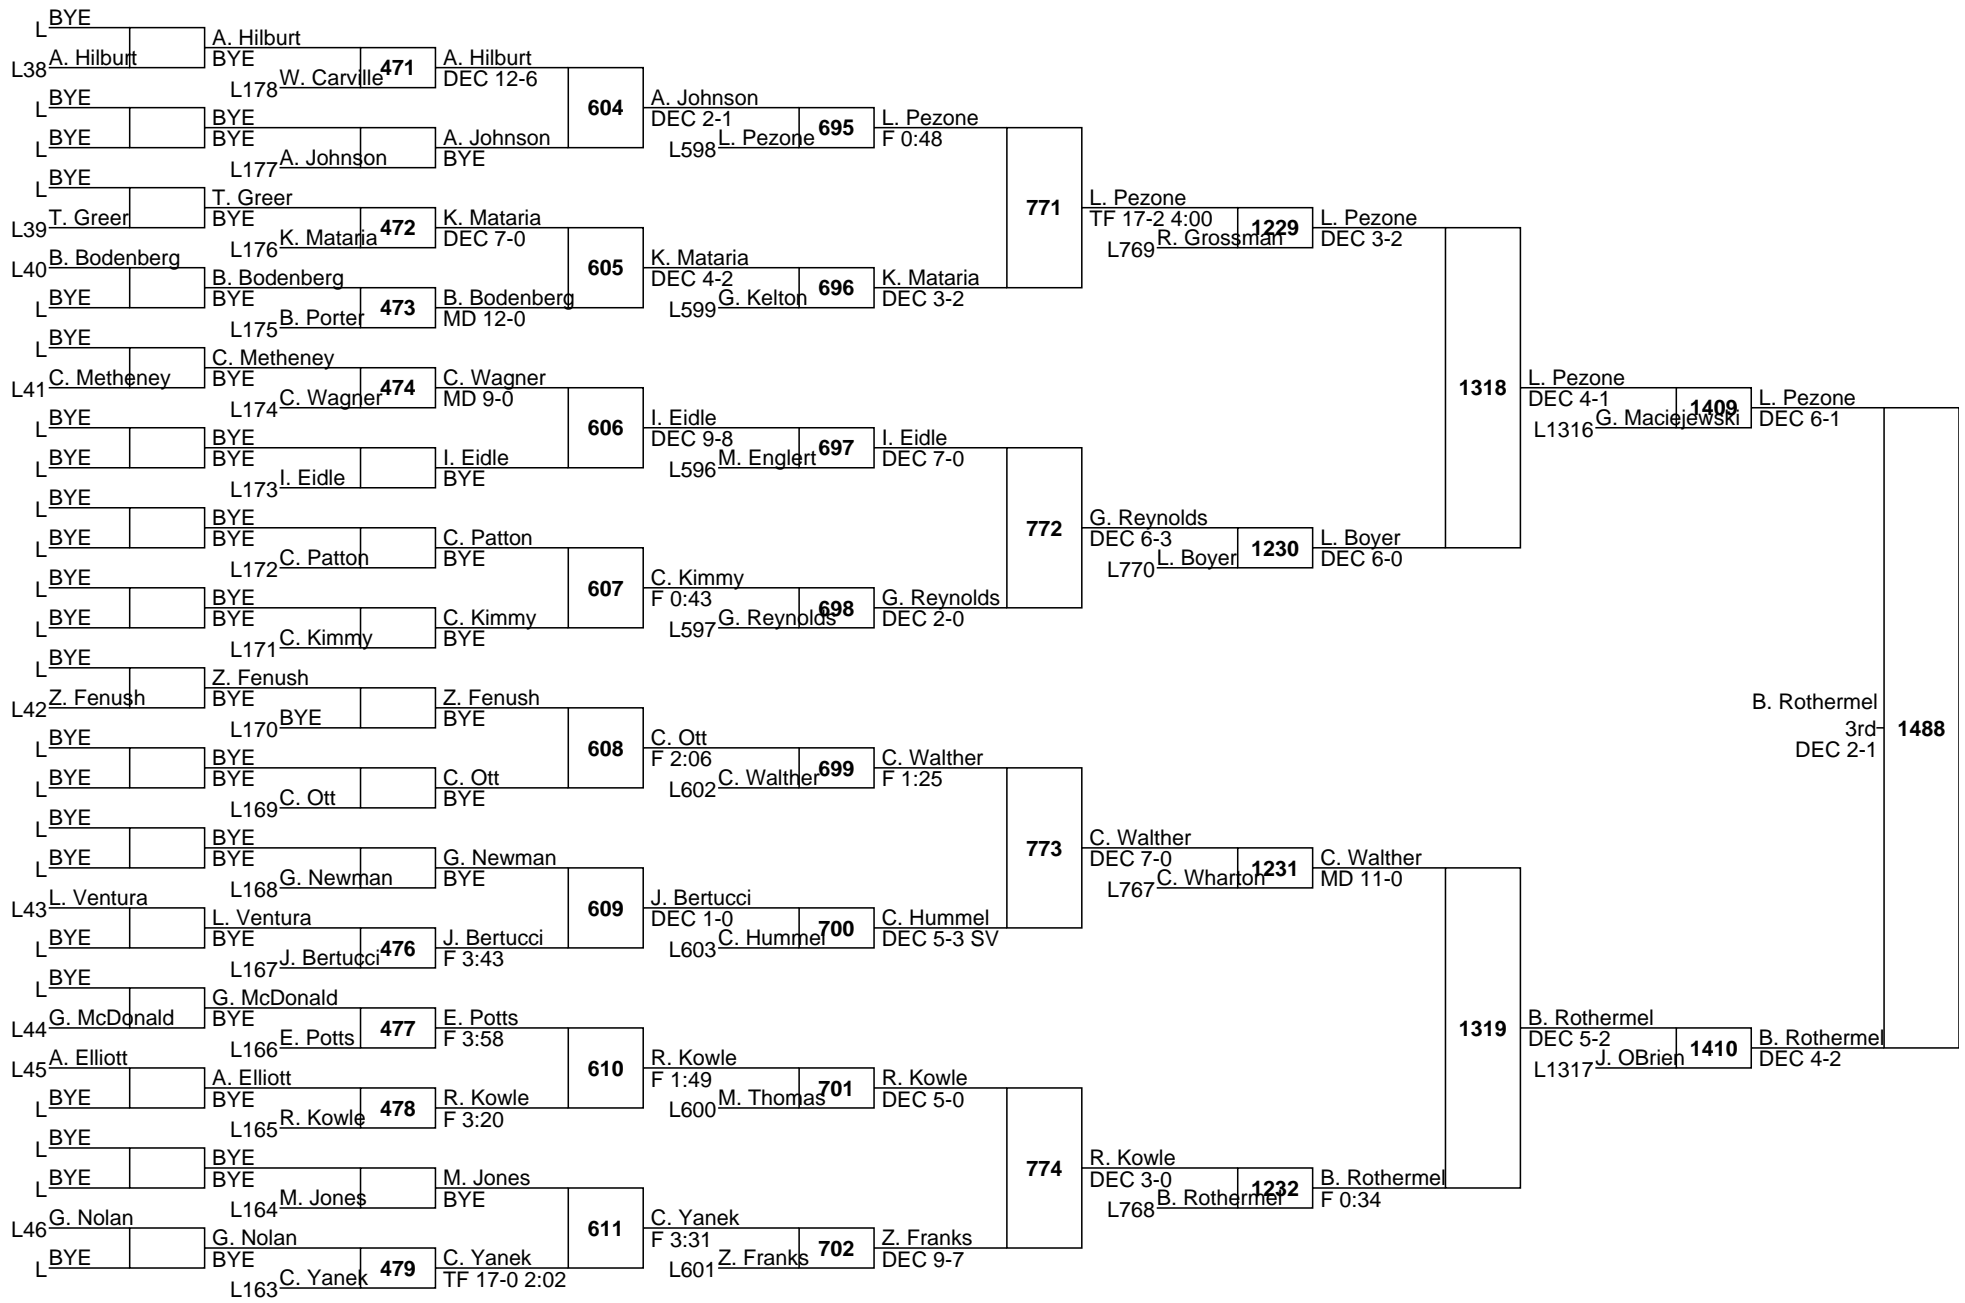 BYE
L
A. Hilburt
L38
A. Hilburt
BYE
W. Carville
L178
471
A. Hilburt
DEC 12-6
BYE
L
BYE
L
BYE
BYE
A. Johnson
L177
A. Johnson
BYE
604
A. Johnson
DEC 2-1
L. Pezone
L598
695
L. Pezone
F 0:48
BYE
L
T. Greer
L39
T. Greer
BYE
K. Mataria
L176
472
K. Mataria
DEC 7-0
B. Bodenberg
L40
BYE
L
B. Bodenberg
BYE
B. Porter
L175
473
B. Bodenberg
MD 12-0
605
K. Mataria
DEC 4-2
G. Kelton
L599
696
K. Mataria
DEC 3-2
771
L. Pezone
TF 17-2 4:00
R. Grossman
L769
1229
L. Pezone
DEC 3-2
BYE
L
C. Metheney
L41
C. Metheney
BYE
C. Wagner
L174
474
C. Wagner
MD 9-0
BYE
L
BYE
L
BYE
BYE
I. Eidle
L173
I. Eidle
BYE
606
I. Eidle
DEC 9-8
M. Englert
L596
697
I. Eidle
DEC 7-0
BYE
L
BYE
L
BYE
BYE
C. Patton
L172
C. Patton
BYE
BYE
L
BYE
L
BYE
BYE
C. Kimmy
L171
C. Kimmy
BYE
607
C. Kimmy
F 0:43
G. Reynolds
L597
698
G. Reynolds
DEC 2-0
772
G. Reynolds
DEC 6-3
L. Boyer
L770
1230
L. Boyer
DEC 6-0
1318
L. Pezone
DEC 4-1
G. Maciejewski
L1316
1409
L. Pezone
DEC 6-1
BYE
L
Z. Fenush
L42
Z. Fenush
BYE
BYE
L170
Z. Fenush
BYE
BYE
L
BYE
L
BYE
BYE
C. Ott
L169
C. Ott
BYE
608
C. Ott
F 2:06
C. Walther
L602
699
C. Walther
F 1:25
BYE
L
BYE
L
BYE
BYE
G. Newman
L168
G. Newman
BYE
L. Ventura
L43
BYE
L
L. Ventura
BYE
J. Bertucci
L167
476
J. Bertucci
F 3:43
609
J. Bertucci
DEC 1-0
C. Hummel
L603
700
C. Hummel
DEC 5-3 SV
773
C. Walther
DEC 7-0
C. Wharton
L767
1231
C. Walther
MD 11-0
BYE
L
G. McDonald
L44
G. McDonald
BYE
E. Potts
L166
477
E. Potts
F 3:58
A. Elliott
L45
BYE
L
A. Elliott
BYE
R. Kowle
L165
478
R. Kowle
F 3:20
610
R. Kowle
F 1:49
M. Thomas
L600
701
R. Kowle
DEC 5-0
BYE
L
BYE
L
BYE
BYE
M. Jones
L164
M. Jones
BYE
G. Nolan
L46
BYE
L
G. Nolan
BYE
C. Yanek
L163
479
C. Yanek
TF 17-0 2:02
611
C. Yanek
F 3:31
Z. Franks
L601
702
Z. Franks
DEC 9-7
774
R. Kowle
DEC 3-0
B. Rothermel
L768
1232
B. Rothermel
F 0:34
1319
B. Rothermel
DEC 5-2
J. OBrien
L1317
1410
B. Rothermel
DEC 4-2
B. Rothermel
3rd
DEC 2-1
1488